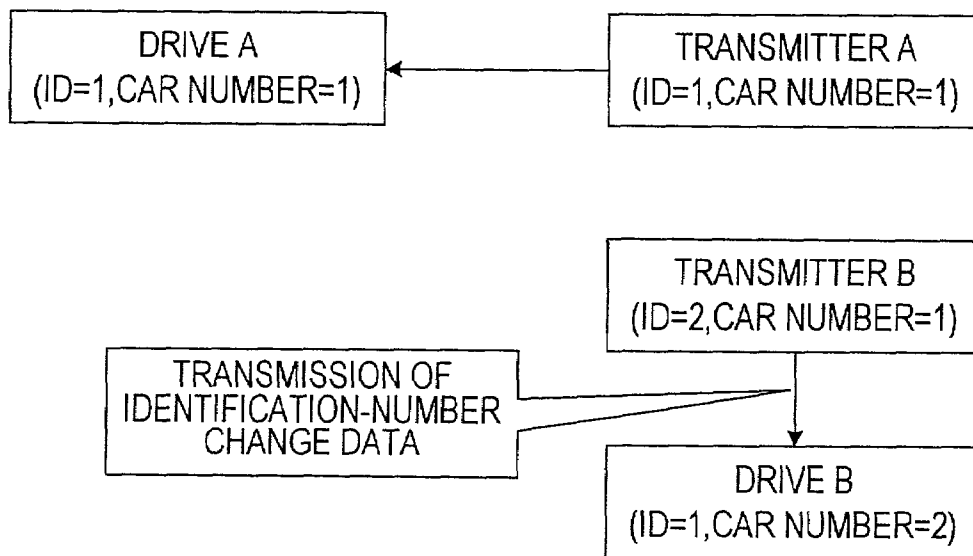 DRIVE A
(ID=1,CAR NUMBER=1)
TRANSMITTER A
(ID=1,CAR NUMBER=1)
TRANSMITTER B
(ID=2,CAR NUMBER=1)
TRANSMISSION OF
IDENTIFICATION-NUMBER
CHANGE DATA
DRIVE B
(ID=1,CAR NUMBER=2)